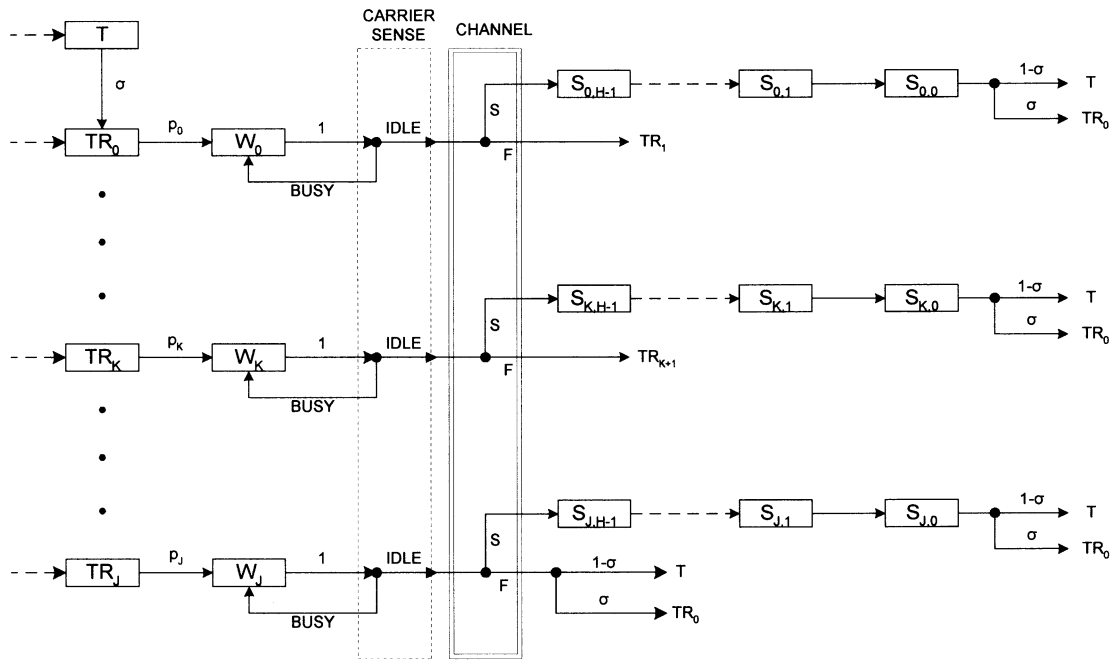 CARRIER
SENSE
CHANNEL
T
σ
S0,H-1
S0,1
S0,0
1-σ
T
σ
TR0
S
TR0
p0
W0
1
IDLE
F
TR1
BUSY
SK,H-1
SK,1
SK,0
1-σ
T
σ
TR0
S
TRK
pK
WK
1
IDLE
F
TRK+1
BUSY
SJ,H-1
SJ,1
SJ,0
1-σ
T
σ
TR0
S
TRJ
pJ
WJ
1
IDLE
F
1-σ
T
σ
TR0
BUSY